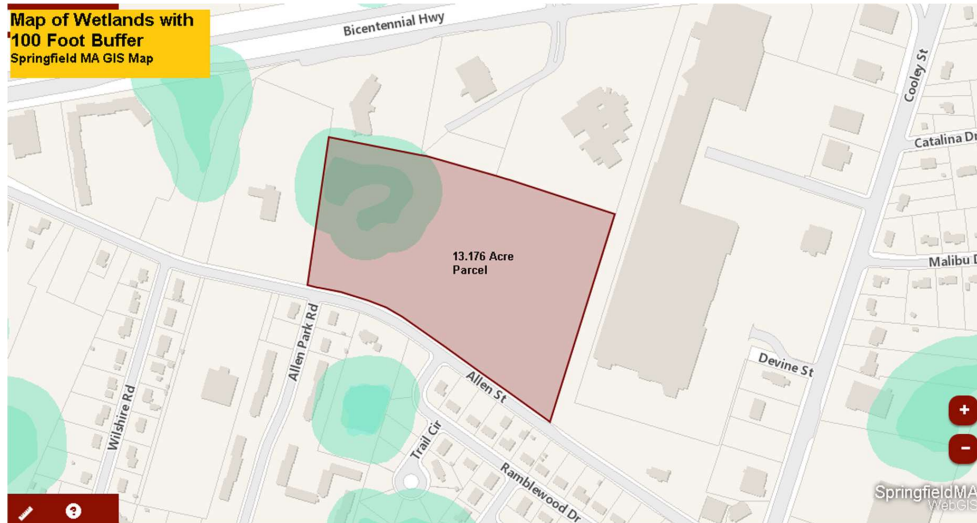 Map of Wetlands with
100 Foot Buffer
Springfield MA GIS Map
Bicentennial Hwy
Cooley St
Catalina Dr
13.176 Acre
Parcel
Malibu D
Allen Park Rd
Wilshire Rd
Devine St
Allen St
Trail Cir
Ramblewood Dr
+
−
?
SpringfieldMA
WebGIS